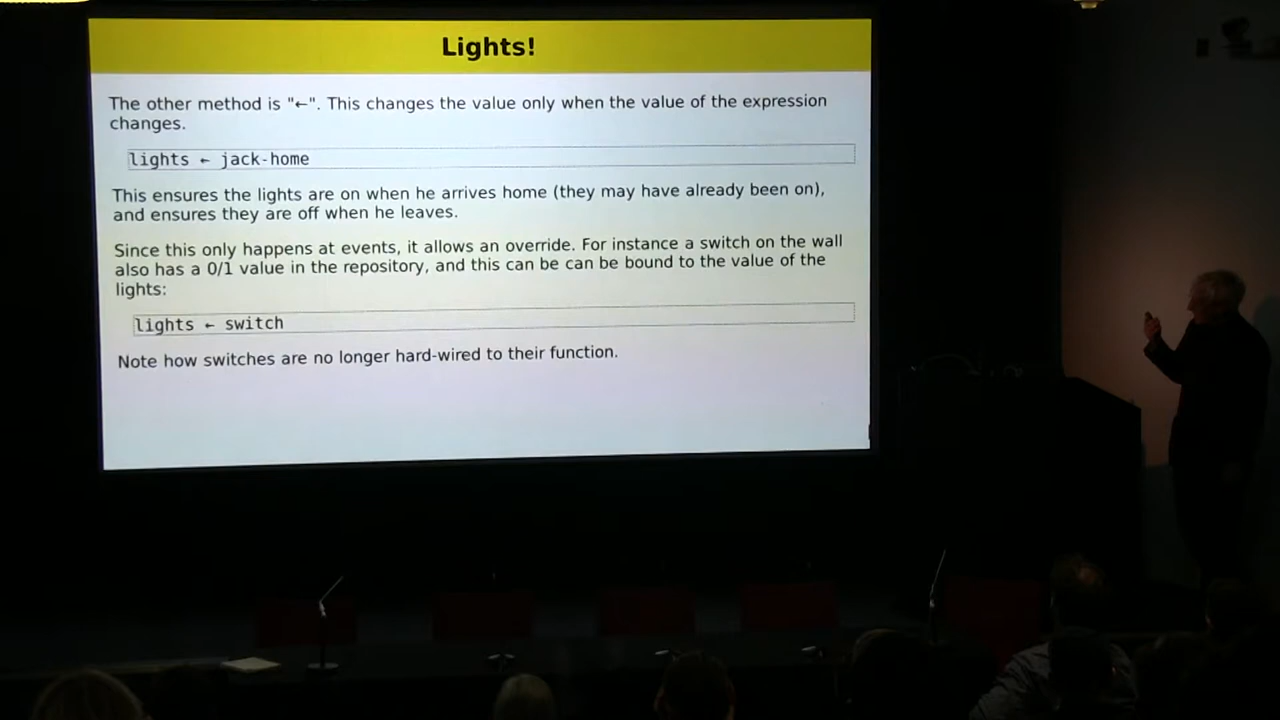 Lights!
The other method is "←". This changes the value only when the value of the expression
changes.
lights ← jack-home
This ensures the lights are on when he arrives home (they may have already been on),
and ensures they are off when he leaves.
Since this only happens at events, it allows an override. For instance a switch on the wall
also has a 0/1 value in the repository, and this can be can be bound to the value of the
lights:
lights ← switch
Note how switches are no longer hard-wired to their function.